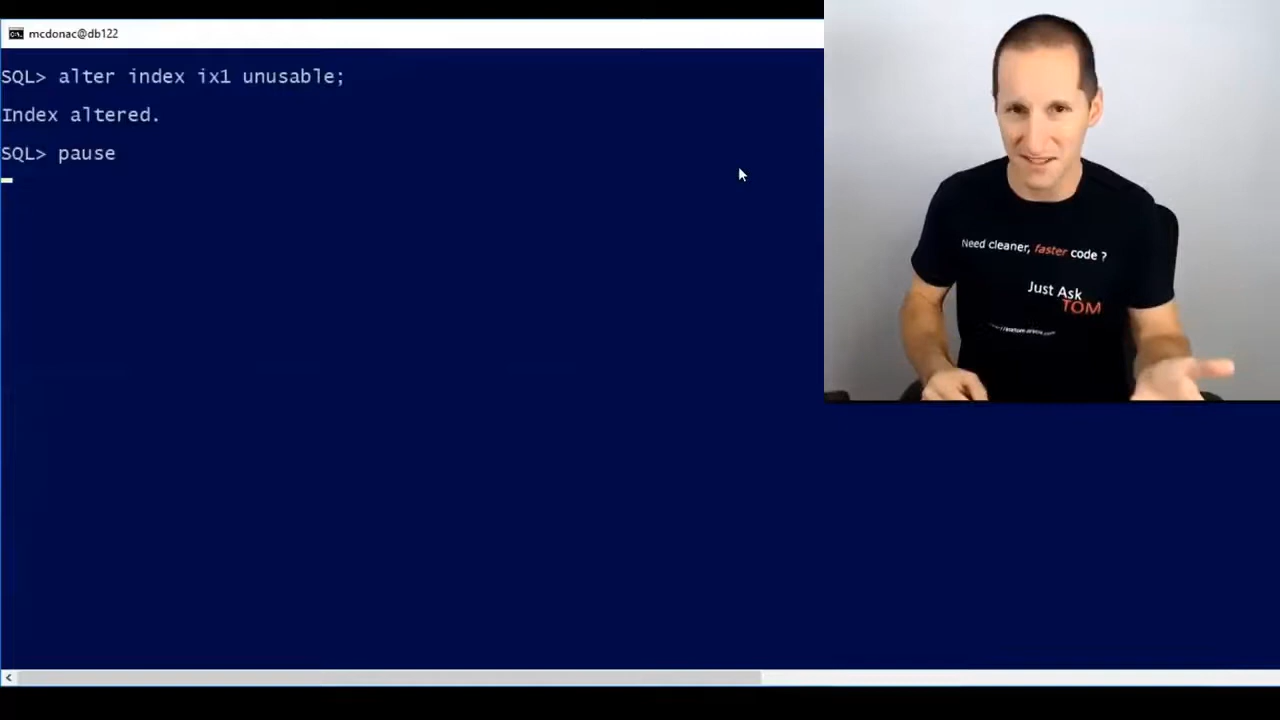 mcdonac@db122
SQL> alter index ix1 unusable;
Index altered.
SQL> pause
Need cleaner, faster code ?
Just Ask
TOM